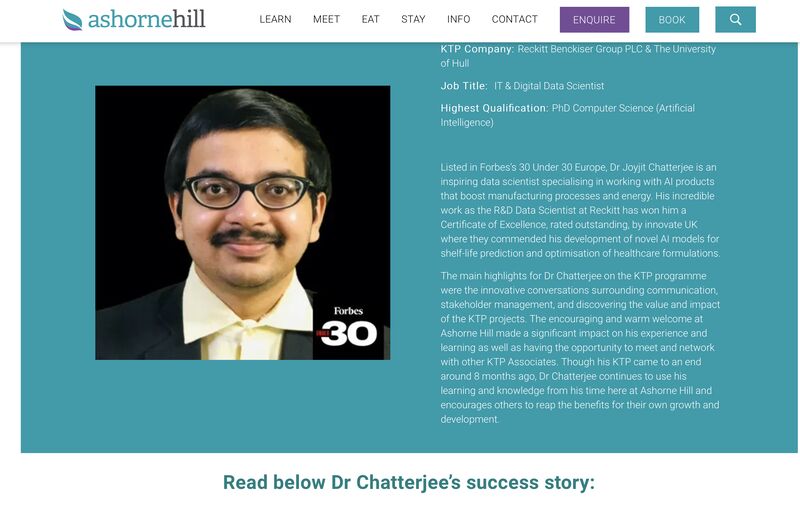 ashornehill
LEARN MEET EAT STAY INFO CONTACT ENQUIRE BOOK
KTP Company: Reckitt Benckiser Group PLC & The University
of Hull
Job Title: IT & Digital Data Scientist
Highest Qualification: PhD Computer Science (Artificial
Intelligence)
Listed in Forbes's 30 Under 30 Europe, Dr Joyjit Chatterjee is an
inspiring data scientist specialising in working with AI products
that boost manufacturing processes and energy. His incredible
work as the R&D Data Scientist at Reckitt has won him a
Certificate of Excellence, rated outstanding, by innovate UK
where they commended his development of novel AI models for
shelf-life prediction and optimisation of healthcare formulations.
The main highlights for Dr Chatterjee on the KTP programme
were the innovative conversations surrounding communication,
stakeholder management, and discovering the value and impact
of the KTP projects. The encouraging and warm welcome at
Ashorne Hill made a significant impact on his experience and
learning as well as having the opportunity to meet and network
with other KTP Associates. Though his KTP came to an end
around 8 months ago, Dr Chatterjee continues to use his
learning and knowledge from his time here at Ashorne Hill and
encourages others to reap the benefits for their own growth and
development.
Forbes
30
Read below Dr Chatterjee's success story: